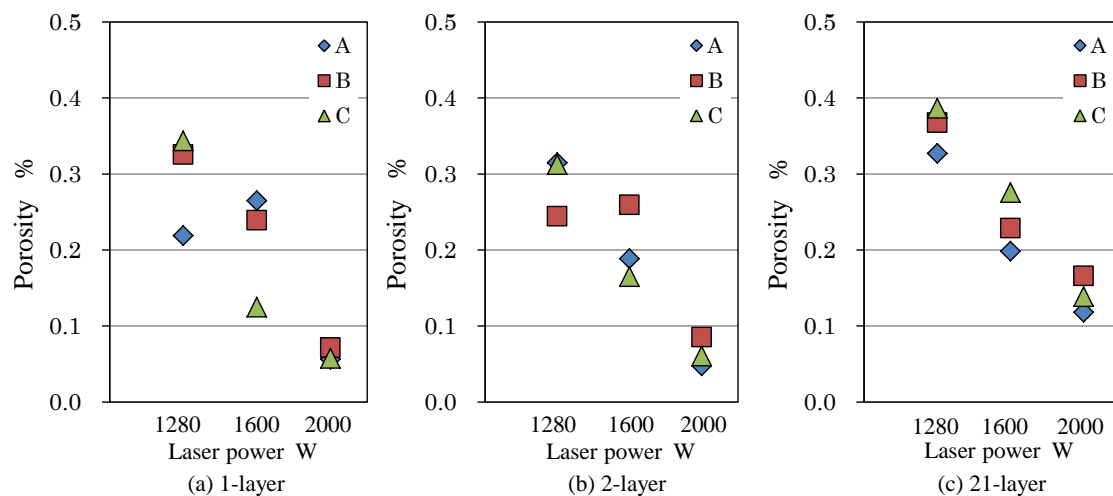 0.5
0.4
0.3
0.2
0.1
0.0
Porosity %
A
B
C
1280 1600 2000
Laser power W
(a) 1-layer
0.5
0.4
0.3
0.2
0.1
0.0
Porosity %
A
B
C
1280 1600 2000
Laser power W
(b) 2-layer
0.5
0.4
0.3
0.2
0.1
0.0
Porosity %
A
B
C
1280 1600 2000
Laser power W
(c) 21-layer